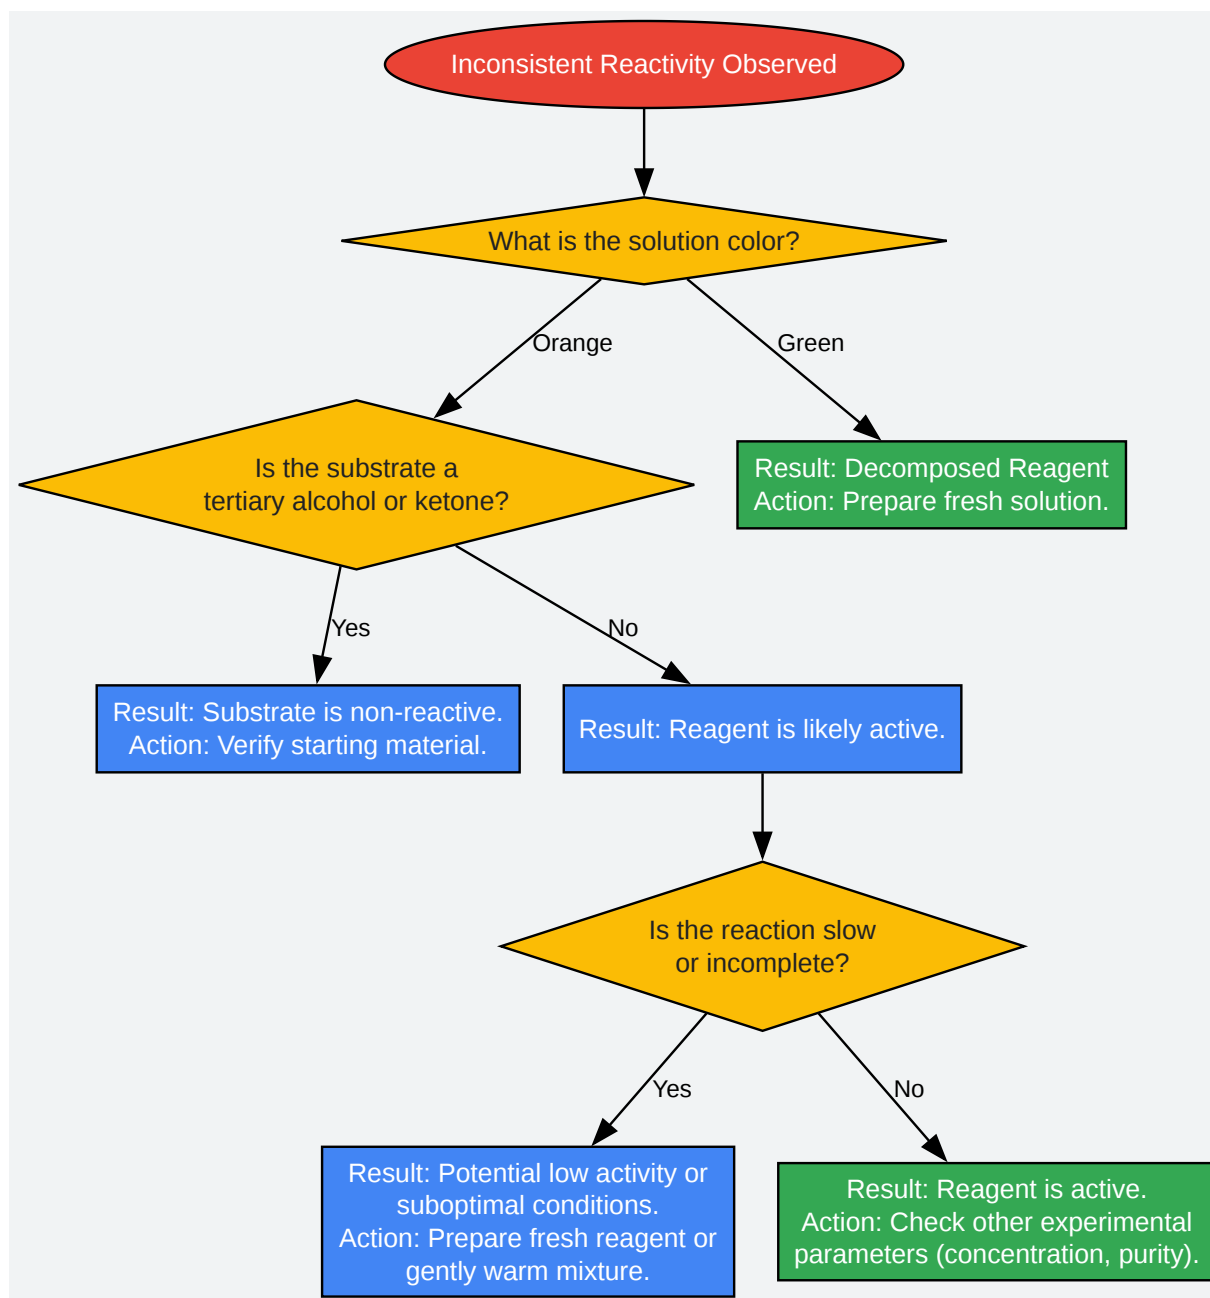 Inconsistent Reactivity Observed
What is the solution color?
Orange
Green
Is the substrate a
tertiary alcohol or ketone?
Result: Decomposed Reagent
Action: Prepare fresh solution.
Yes
No
Result: Substrate is non-reactive.
Action: Verify starting material.
Result: Reagent is likely active.
Is the reaction slow
or incomplete?
Yes
No
Result: Potential low activity or
suboptimal conditions.
Action: Prepare fresh reagent or
gently warm mixture.
Result: Reagent is active.
Action: Check other experimental
parameters (concentration, purity).